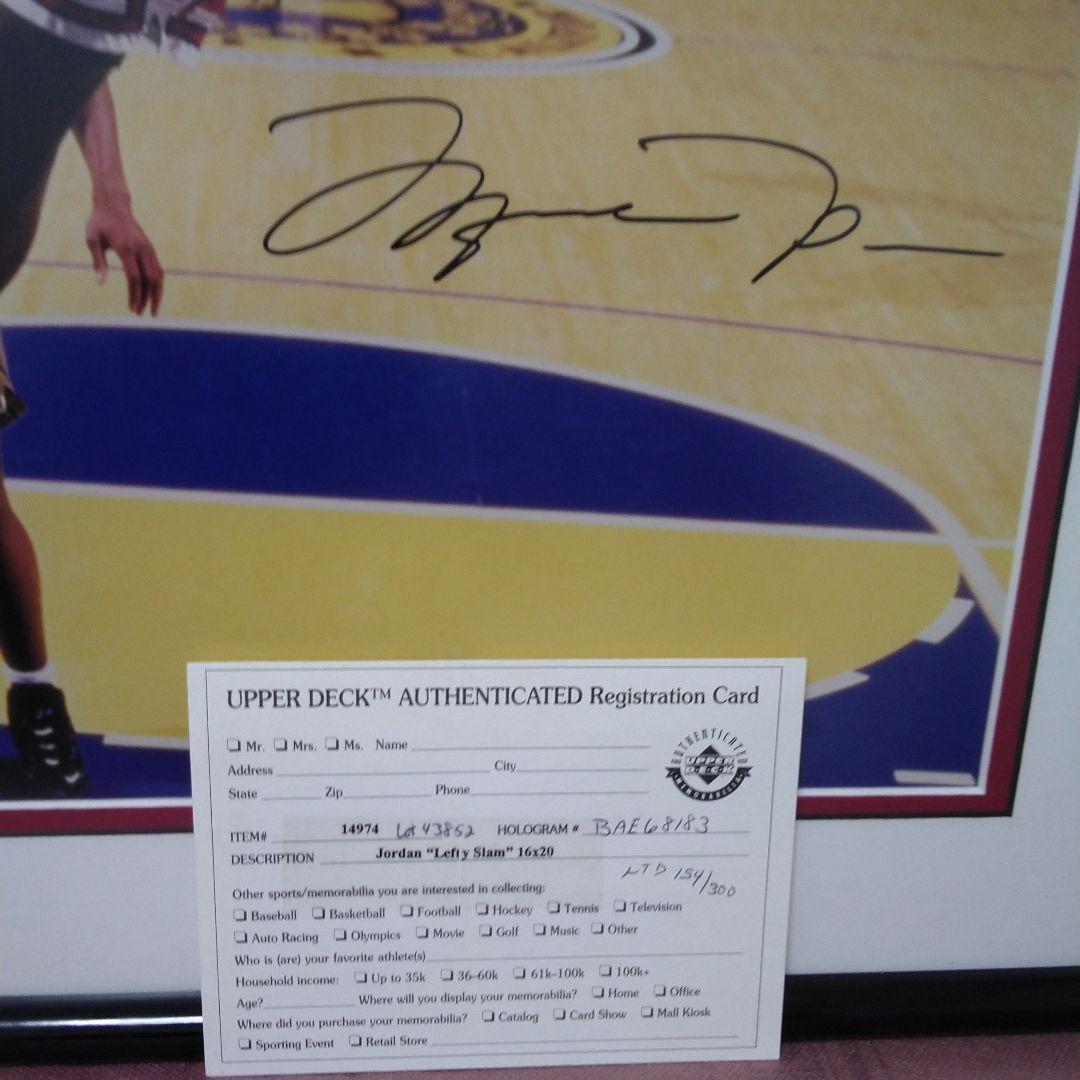 UPPER DECK™ AUTHENTICATED Registration Card
❏ Mr. ❏ Mrs. ❏ Ms. Name
Address City
State Zip Phone
AUTHENTICATED
UPPER DECK
MEMORABILIA
ITEM# 14974 Lot 43852 HOLOGRAM # BAE68183
DESCRIPTION Jordan “Lefty Slam” 16x20
LTD 154/300
Other sports/memorabilia you are interested in collecting:
❏ Baseball ❏ Basketball ❏ Football ❏ Hockey ❏ Tennis ❏ Television
❏ Auto Racing ❏ Olympics ❏ Movie ❏ Golf ❏ Music ❏ Other
Who is (are) your favorite athlete(s)
Household income: ❏ Up to 35k ❏ 36–60k ❏ 61k–100k ❏ 100k+
Age? Where will you display your memorabilia? ❏ Home ❏ Office
Where did you purchase your memorabilia? ❏ Catalog ❏ Card Show ❏ Mall Kiosk
❏ Sporting Event ❏ Retail Store